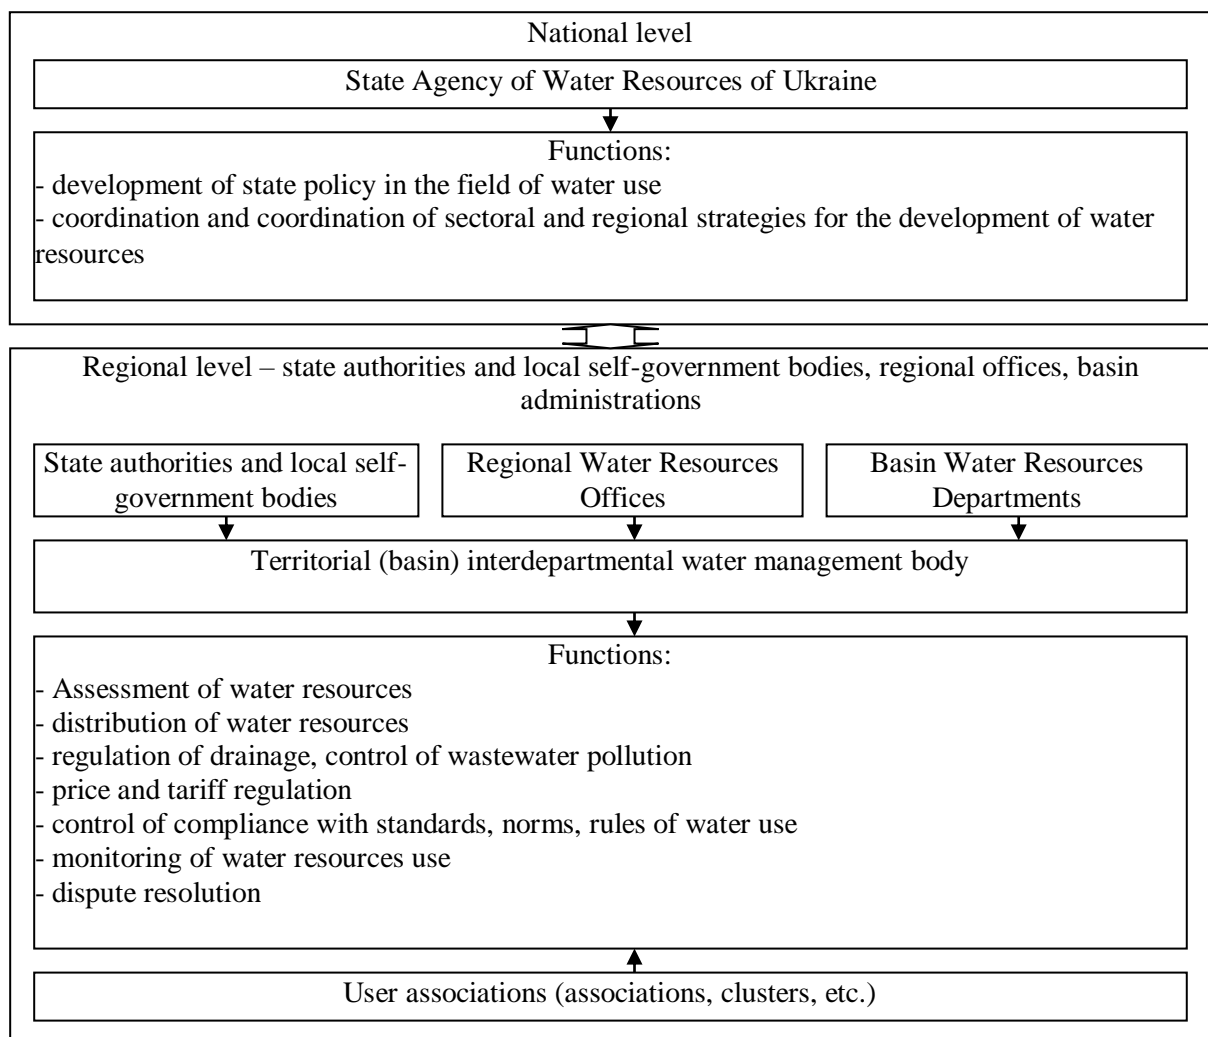 National level
State Agency of Water Resources of Ukraine
Functions:
- development of state policy in the field of water use
- coordination and coordination of sectoral and regional strategies for the development of water
resources
Regional level – state authorities and local self-government bodies, regional offices, basin
administrations
State authorities and local self-
government bodies
Regional Water Resources
Offices
Basin Water Resources
Departments
Territorial (basin) interdepartmental water management body
Functions:
- Assessment of water resources
- distribution of water resources
- regulation of drainage, control of wastewater pollution
- price and tariff regulation
- control of compliance with standards, norms, rules of water use
- monitoring of water resources use
- dispute resolution
User associations (associations, clusters, etc.)